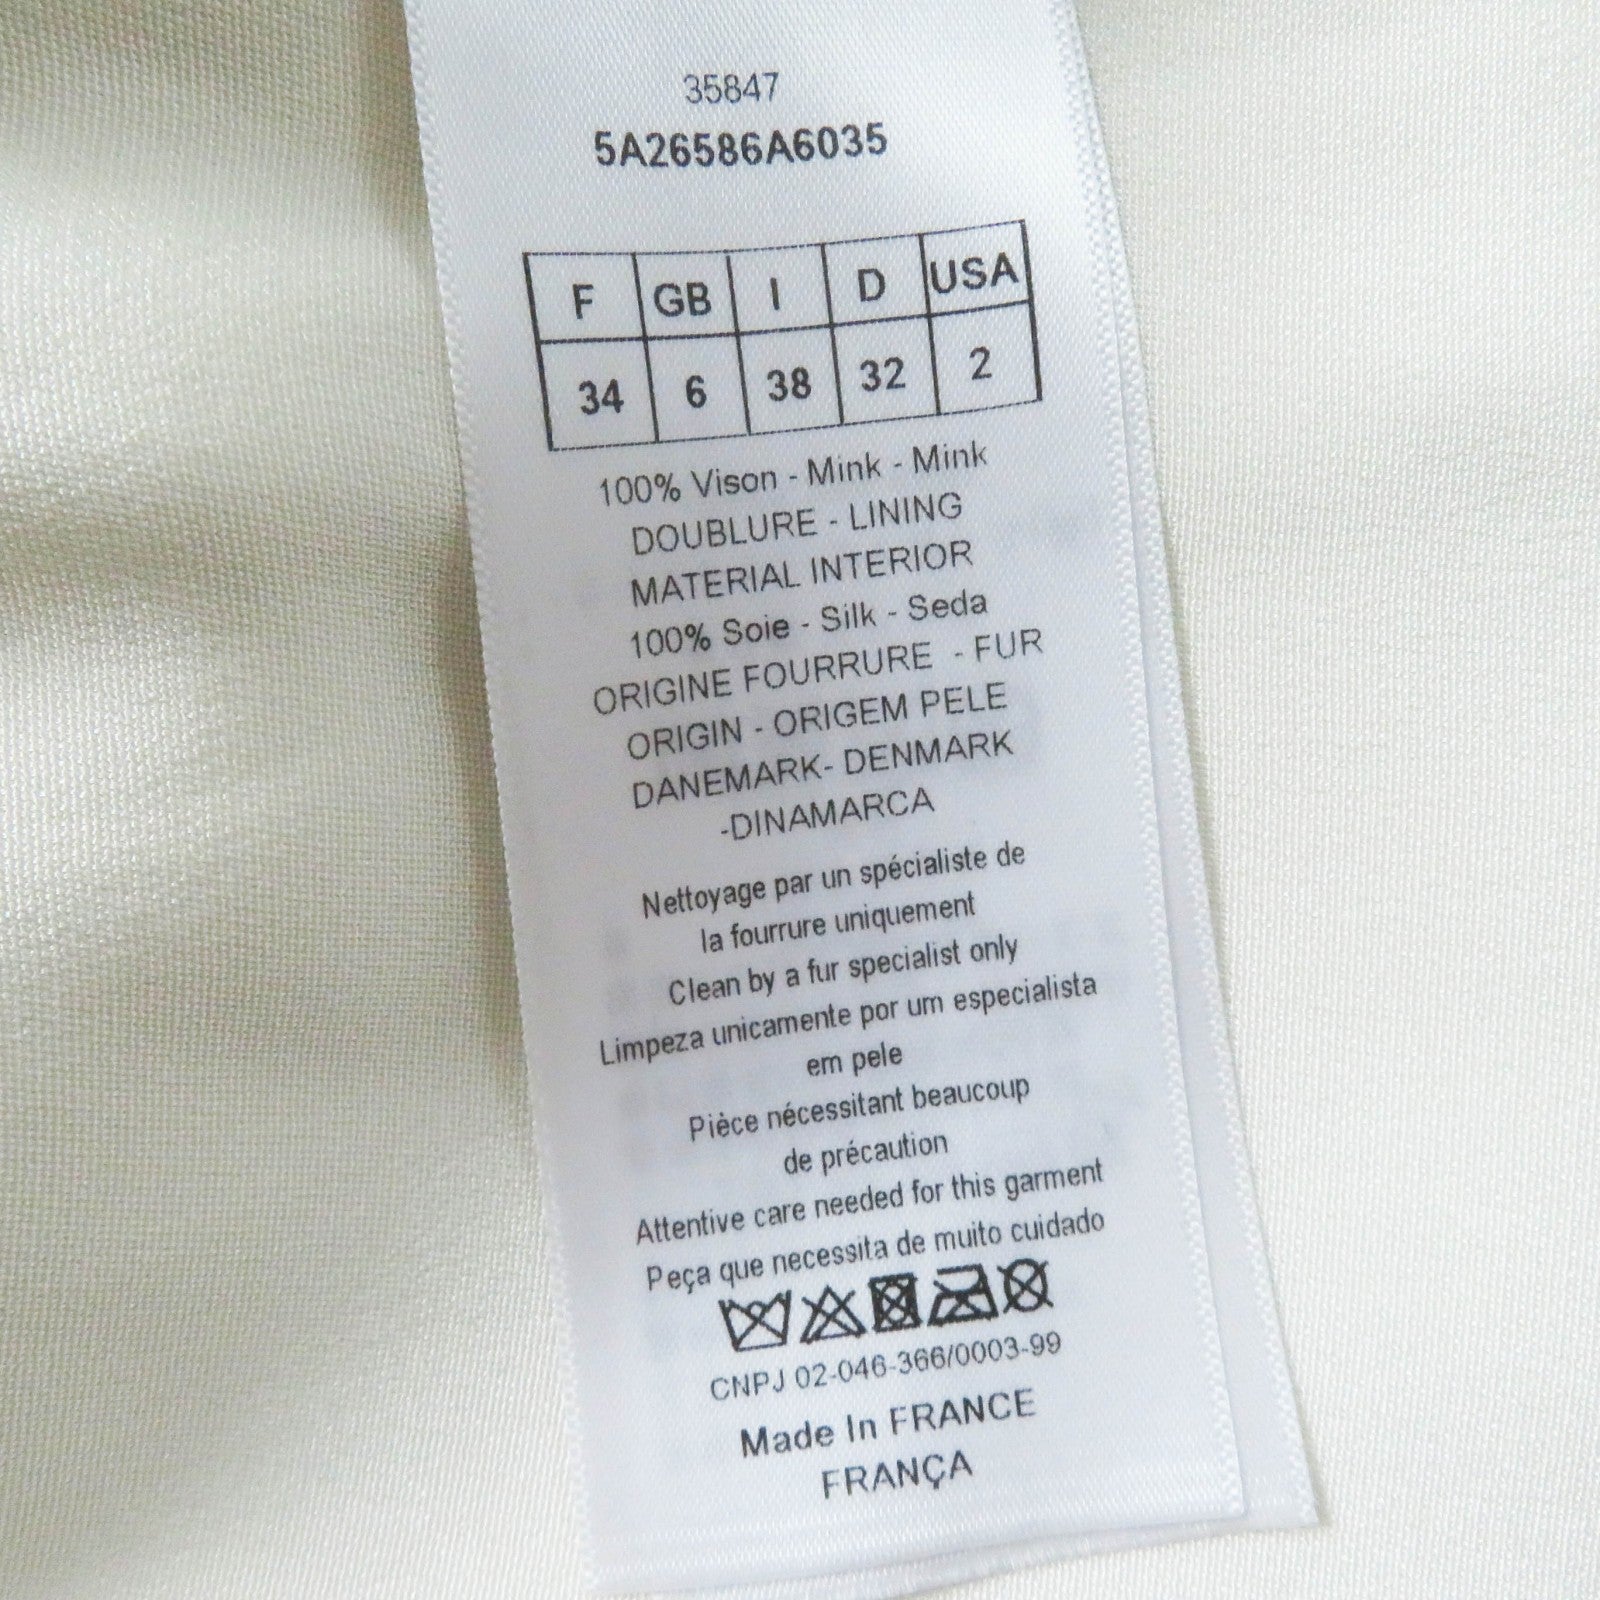 35847
5A26586A6035
F GB I D USA
34 6 38 32 2
100% Vison - Mink - Mink
DOUBLURE - LINING
MATERIAL INTERIOR
100% Soie - Silk - Seda
ORIGINE FOURRURE - FUR
ORIGIN - ORIGEM PELE
DANEMARK- DENMARK
-DINAMARCA
Nettoyage par un spécialiste de
la fourrure uniquement
Clean by a fur specialist only
Limpeza unicamente por um especialista
em pele
Pièce nécessitant beaucoup
de précaution
Attentive care needed for this garment
Peça que necessita de muito cuidado
CNPJ 02-046-366/0003-99
Made In FRANCE
FRANÇA